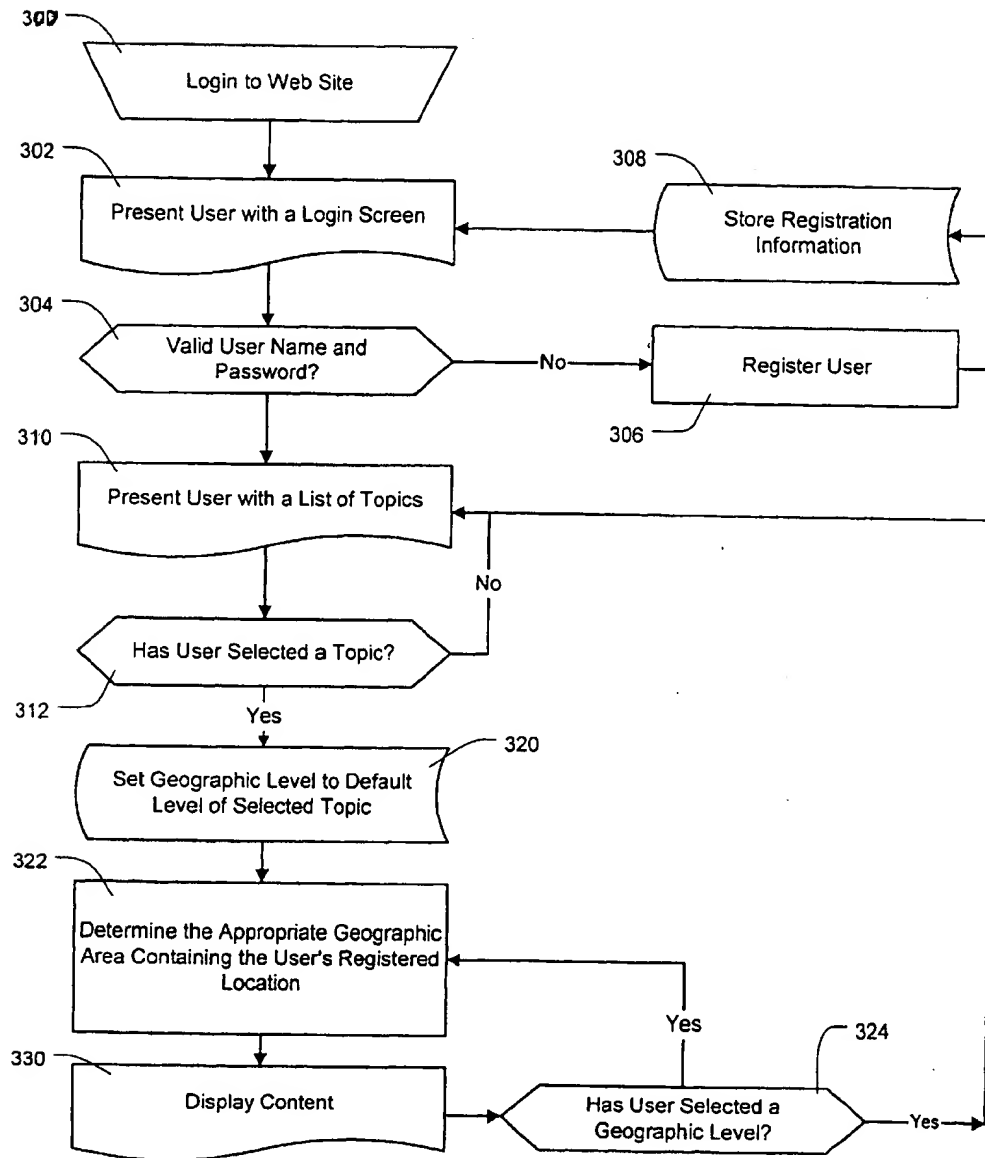 Login to Web Site
302
308
Present User with a Login Screen
Store Registration
Information
304
Valid User Name and
Password?
No
Register User
306
310
Present User with a List of Topics
No
Has User Selected a Topic?
312
Yes
320
Set Geographic Level to Default
Level of Selected Topic
322
Determine the Appropriate Geographic
Area Containing the User's Registered
Location
Yes
324
330
Display Content
Has User Selected a
Geographic Level?
Yes